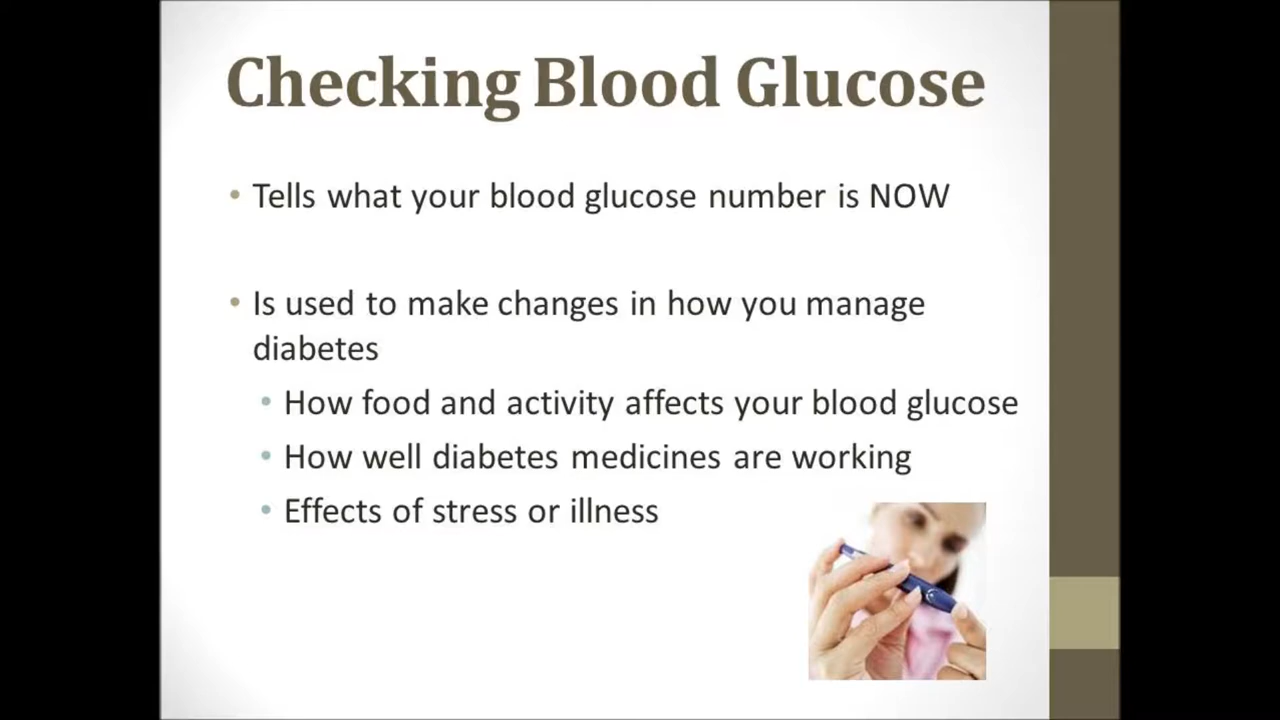 Checking Blood Glucose
• Tells what your blood glucose number is NOW
• Is used to make changes in how you manage
diabetes
• How food and activity affects your blood glucose
• How well diabetes medicines are working
• Effects of stress or illness